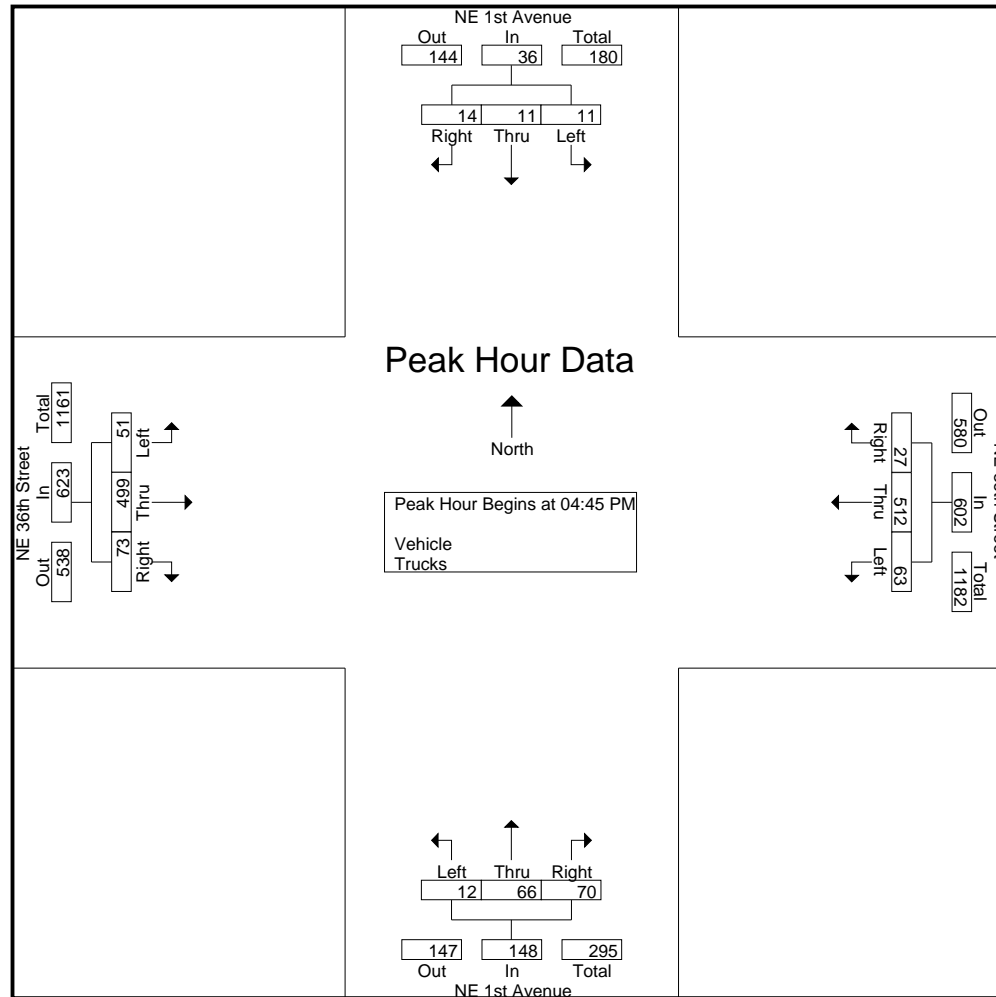 NE 1st Avenue
Out In Total
144 36 180
14 11 11
Right Thru Left
Peak Hour Data
North
Peak Hour Begins at 04:45 PM
Vehicle
Trucks
NE 36th Street
Out In Total
538 623 1161
73 499 51
Right Thru Left
Out In Total
580 602 1182
27 512 63
Right Thru Left
Left Thru Right
12 66 70
147 148 295
Out In Total
NE 1st Avenue